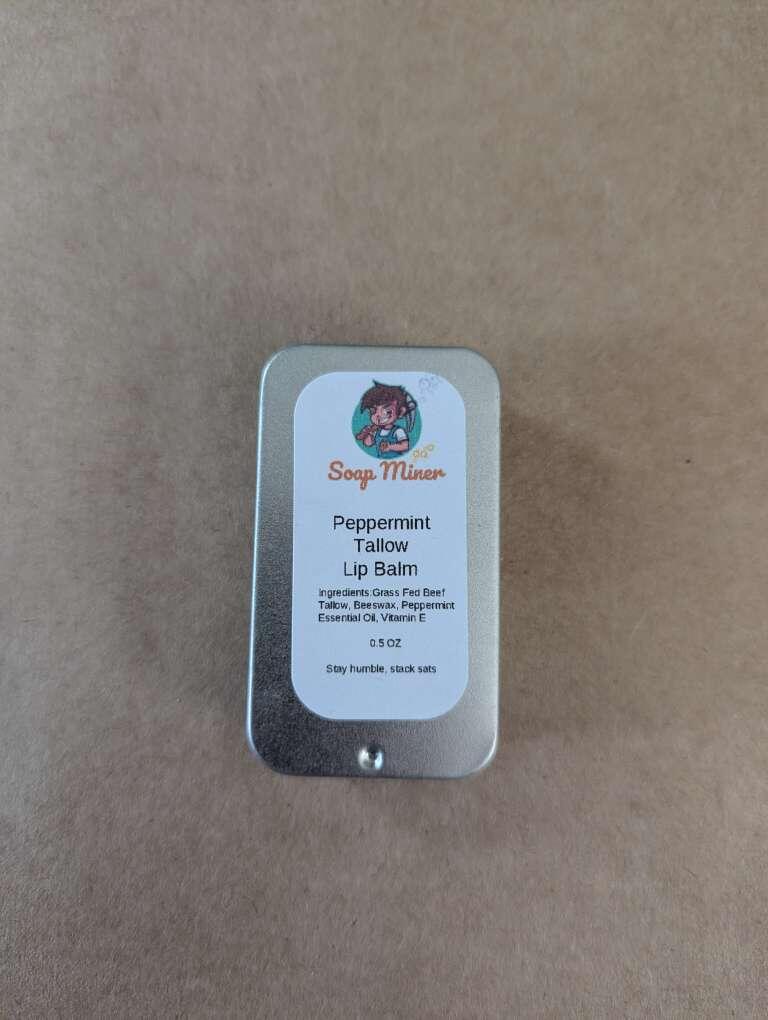 Soap Miner
Peppermint
Tallow
Lip Balm
Ingredients:Grass Fed Beef
Tallow, Beeswax, Peppermint
Essential Oil, Vitamin E
0.5 OZ
Stay humble, stack sats